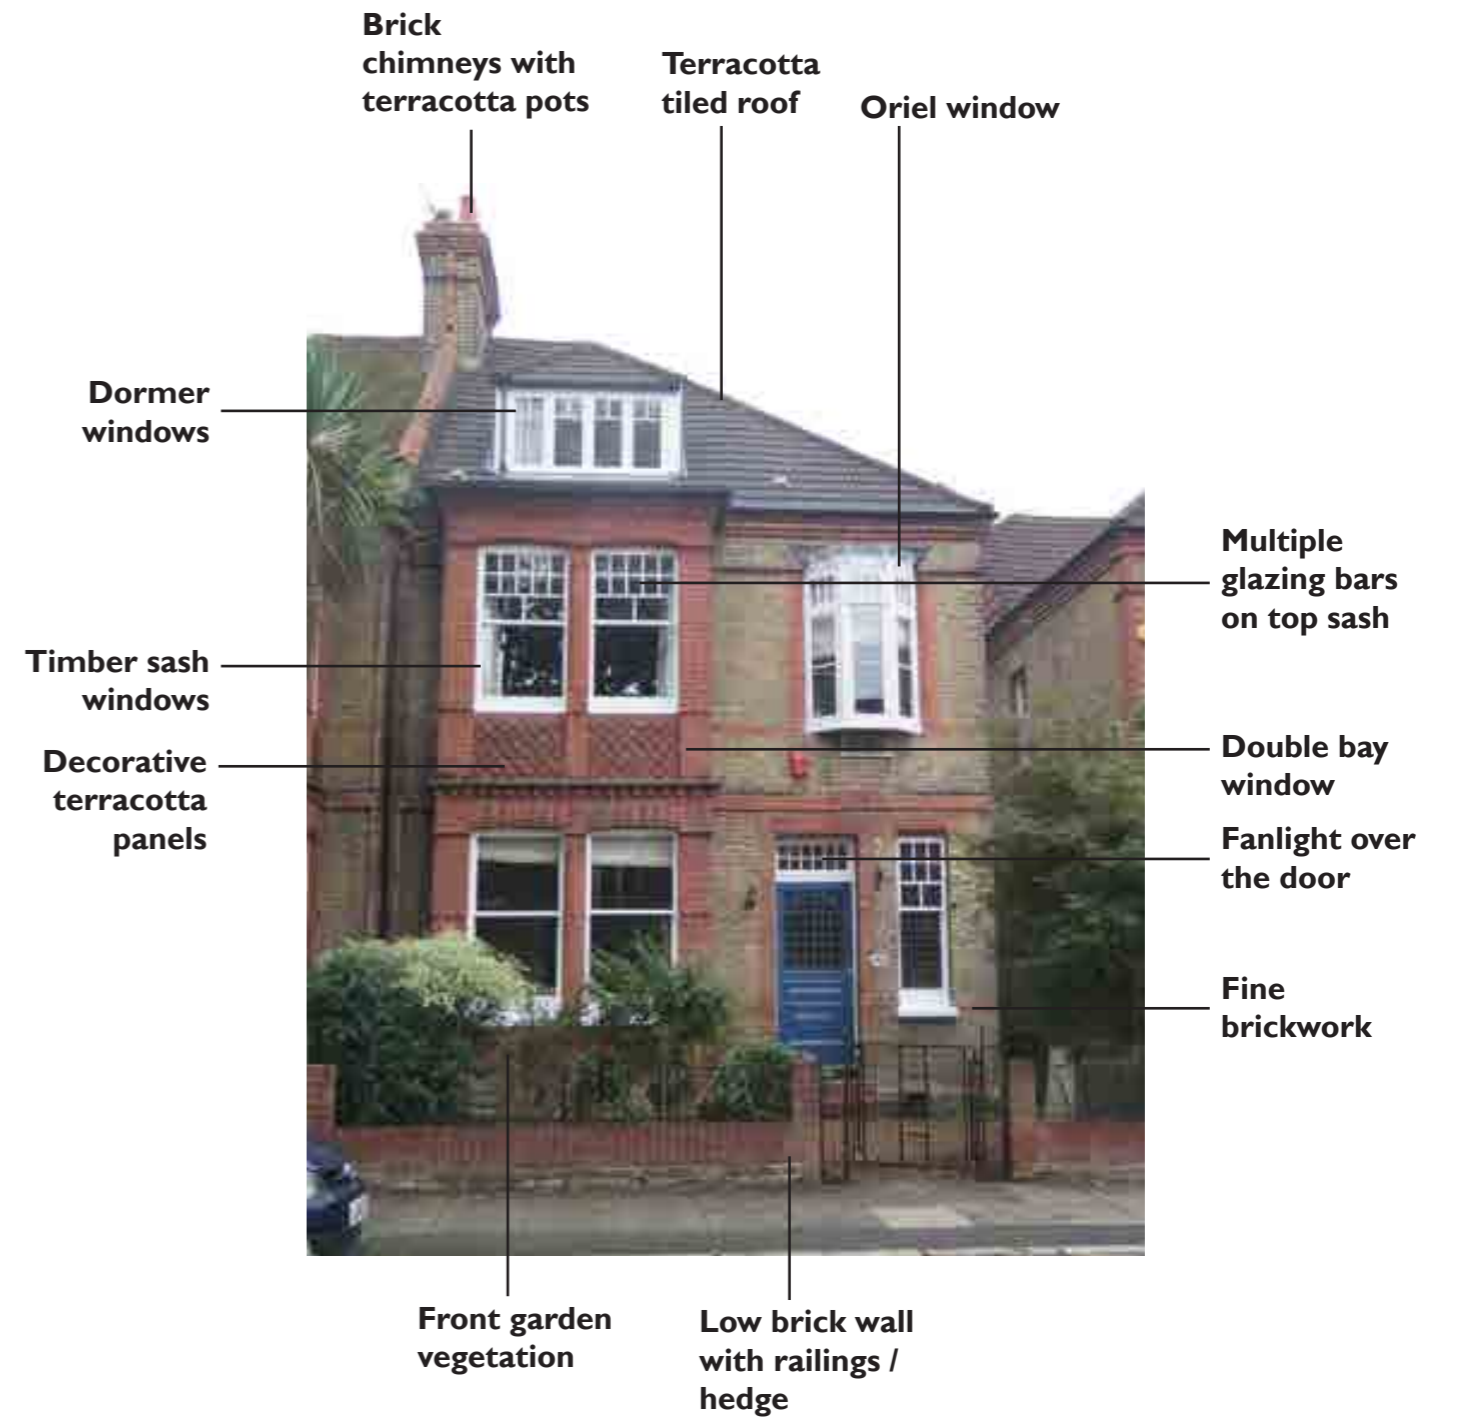 Brick
chimneys with
terracotta pots
Terracotta
tiled roof
Oriel window
Dormer
windows
Multiple
glazing bars
on top sash
Timber sash
windows
Double bay
window
Decorative
terracotta
panels
Fanlight over
the door
Fine
brickwork
Front garden
vegetation
Low brick wall
with railings /
hedge